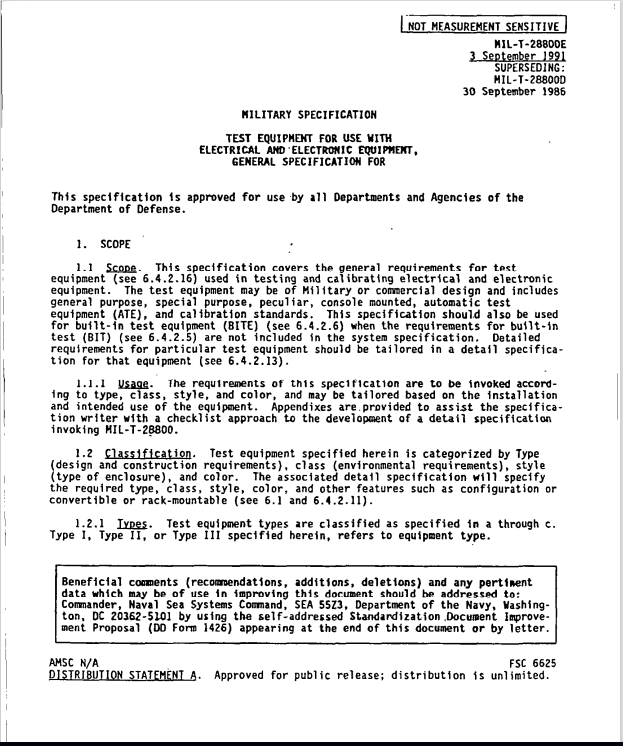 NOT MEASUREMENT SENSITIVE
MIL-T-28800E
3 September 1991
SUPERSEDING:
MIL-T-28800D
30 September 1986
MILITARY SPECIFICATION
TEST EQUIPMENT FOR USE WITH
ELECTRICAL AND ELECTRONIC EQUIPMENT,
GENERAL SPECIFICATION FOR
This specification is approved for use by all Departments and Agencies of the
Department of Defense.
1. SCOPE
1.1 Scope. This specification covers the general requirements for test
equipment (see 6.4.2.16) used in testing and calibrating electrical and electronic
equipment. The test equipment may be of Military or commercial design and includes
general purpose, special purpose, peculiar, console mounted, automatic test
equipment (ATE), and calibration standards. This specification should also be used
for built-in test equipment (BITE) (see 6.4.2.6) when the requirements for built-in
test (BIT) (see 6.4.2.5) are not included in the system specification. Detailed
requirements for particular test equipment should be tailored in a detail specifica-
tion for that equipment (see 6.4.2.13).
1.1.1 Usage. The requirements of this specification are to be invoked accord-
ing to type, class, style, and color, and may be tailored based on the installation
and intended use of the equipment. Appendixes are provided to assist the specifica-
tion writer with a checklist approach to the development of a detail specification
invoking MIL-T-28800.
1.2 Classification. Test equipment specified herein is categorized by Type
(design and construction requirements), class (environmental requirements), style
(type of enclosure), and color. The associated detail specification will specify
the required type, class, style, color, and other features such as configuration or
convertible or rack-mountable (see 6.1 and 6.4.2.11).
1.2.1 Types. Test equipment types are classified as specified in a through c.
Type I, Type II, or Type III specified herein, refers to equipment type.
Beneficial comments (recommendations, additions, deletions) and any pertinent
data which may be of use in improving this document should be addressed to:
Commander, Naval Sea Systems Command, SEA 55Z3, Department of the Navy, Washing-
ton, DC 20362-5101 by using the self-addressed Standardization Document Improve-
ment Proposal (DD Form 1426) appearing at the end of this document or by letter.
AMSC N/A FSC 6625
DISTRIBUTION STATEMENT A. Approved for public release; distribution is unlimited.